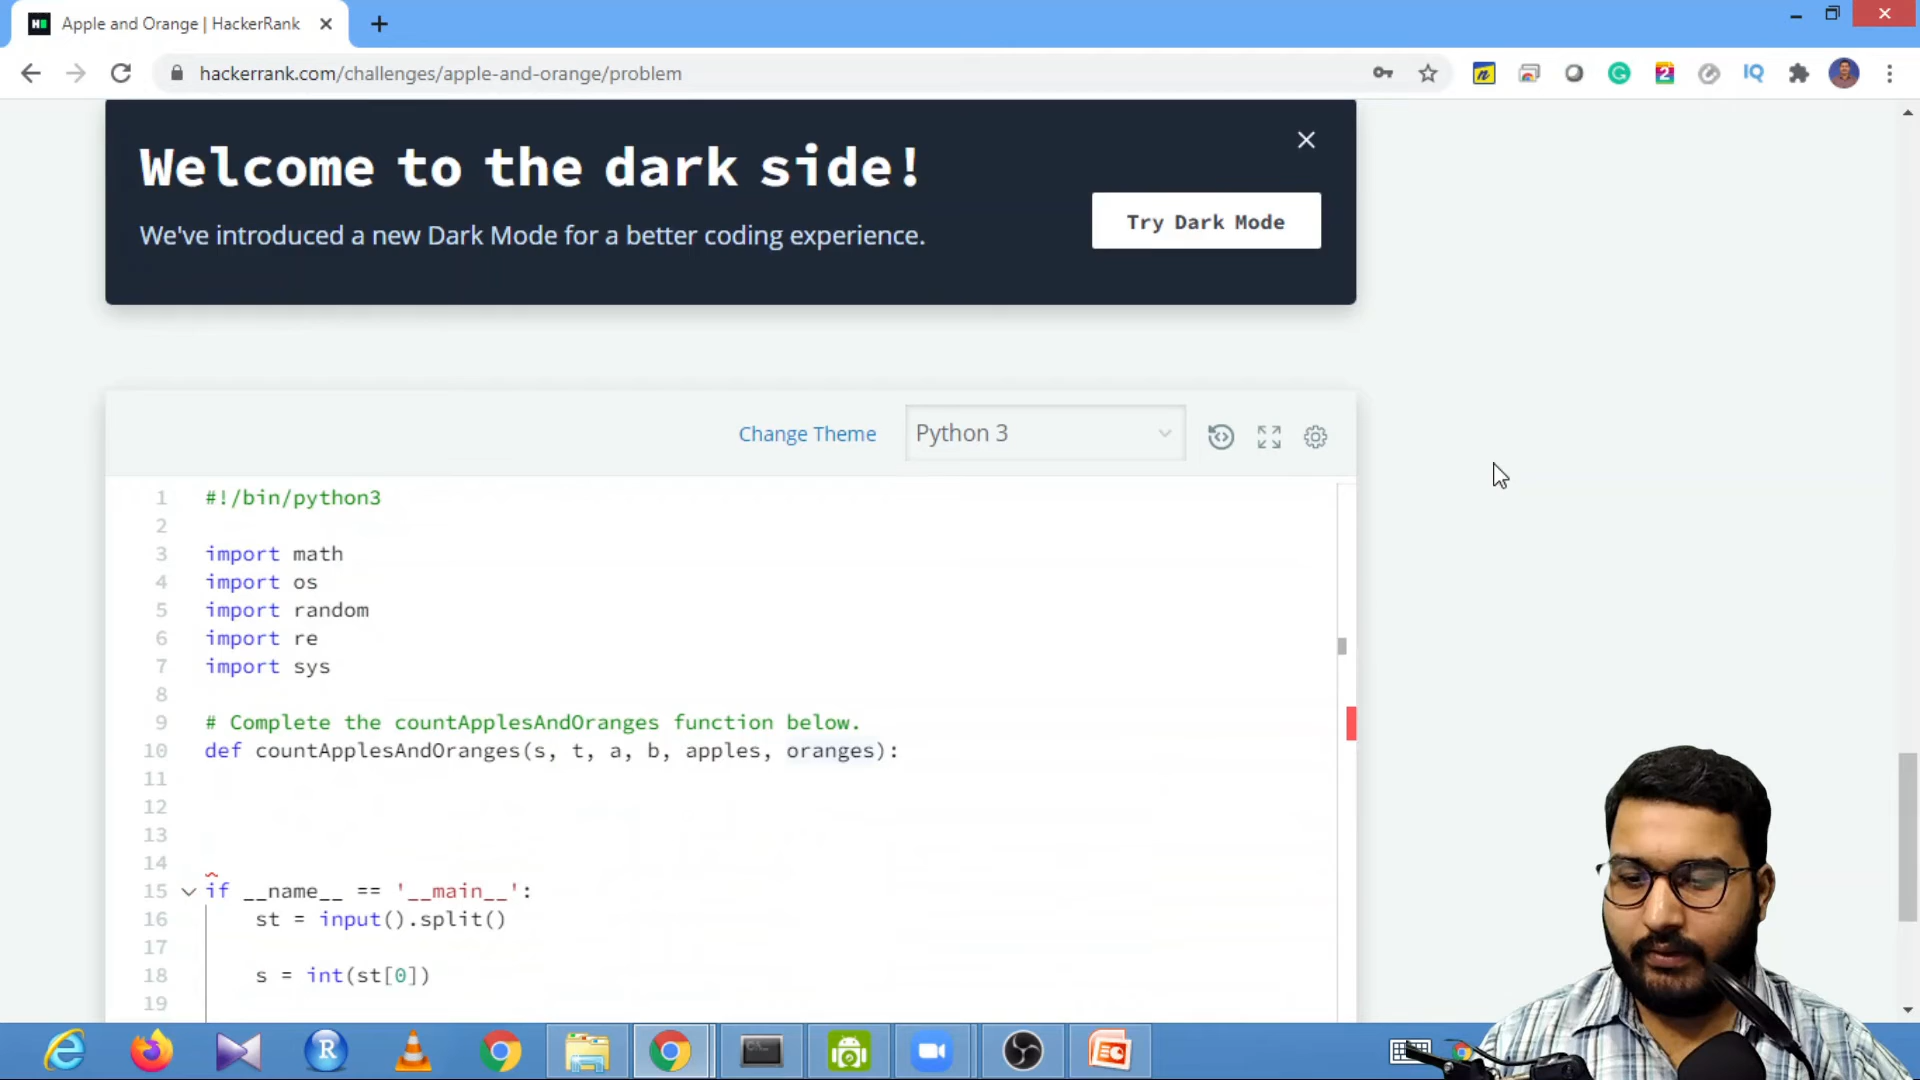 Apple and Orange | HackerRank
hackerrank.com/challenges/apple-and-orange/problem
Welcome to the dark side!
We've introduced a new Dark Mode for a better coding experience.
Try Dark Mode
Change Theme
Python 3
1 #!/bin/python3
2
3 import math
4 import os
5 import random
6 import re
7 import sys
8
9 # Complete the countApplesAndOranges function below.
10 def countApplesAndOranges(s, t, a, b, apples, oranges):
11
12
13
14
15 if __name__ == '__main__':
16 st = input().split()
17
18 s = int(st[0])
19